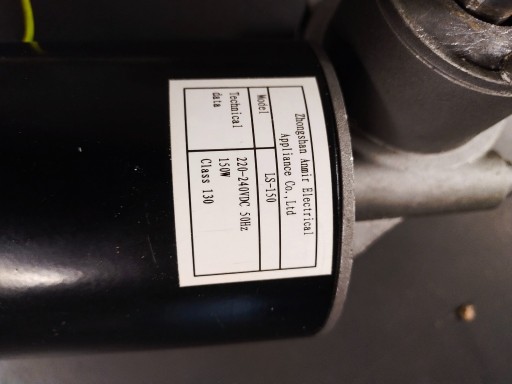 Zhongshan Anmir Electrical
Appliance Co.,Ltd
Model
LS-150
Technical
data
220-240VDC 50Hz
150W
Class 130